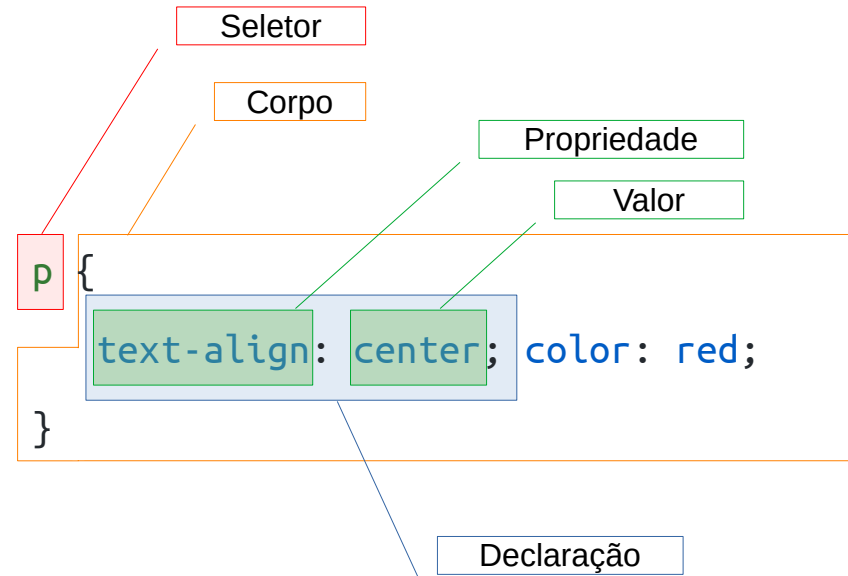 Seletor
Corpo
Propriedade
Valor
p {
text-align: center; color: red;
}
Declaração